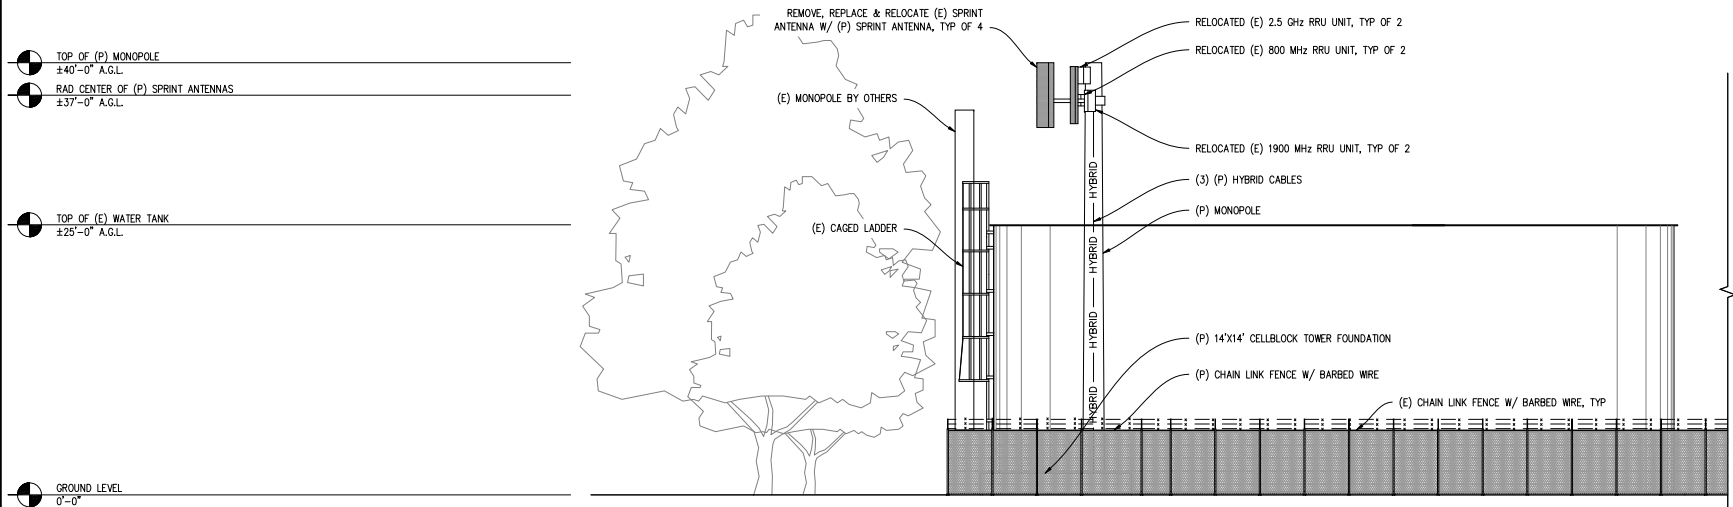 REMOVE, REPLACE & RELOCATE (E) SPRINT
ANTENNA W/ (P) SPRINT ANTENNA, TYP OF 4
RELOCATED (E) 2.5 GHz RRU UNIT, TYP OF 2
RELOCATED (E) 800 MHz RRU UNIT, TYP OF 2
TOP OF (P) MONOPOLE
±40'-0" A.G.L.
RAD CENTER OF (P) SPRINT ANTENNAS
±37'-0" A.G.L.
(E) MONOPOLE BY OTHERS
RELOCATED (E) 1900 MHz RRU UNIT, TYP OF 2
(3) (P) HYBRID CABLES
(P) MONOPOLE
TOP OF (E) WATER TANK
±25'-0" A.G.L.
(E) CAGED LADDER
HYBRID
HYBRID
HYBRID
HYBRID
(P) 14'X14' CELLBLOCK TOWER FOUNDATION
(P) CHAIN LINK FENCE W/ BARBED WIRE
(E) CHAIN LINK FENCE W/ BARBED WIRE, TYP
GROUND LEVEL
0'-0"